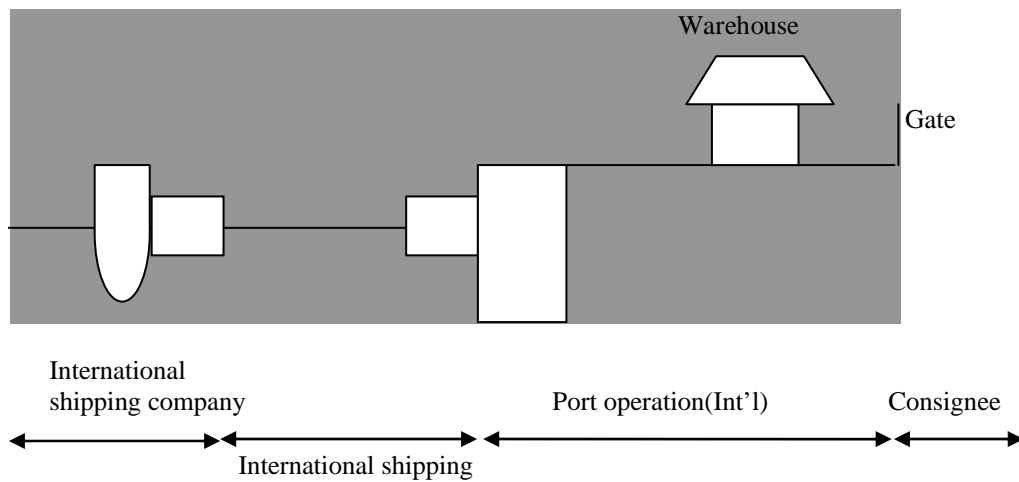 Warehouse
Gate
International
shipping company
Port operation(Int’l)
Consignee
International shipping